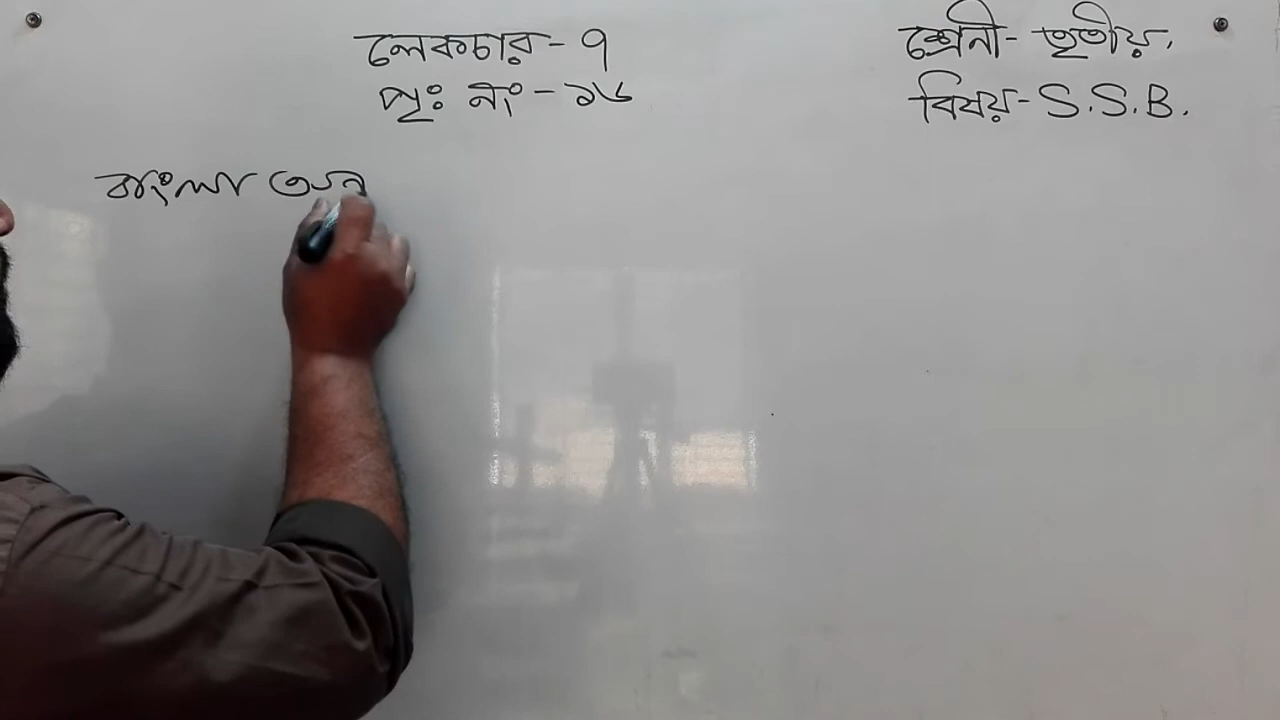 লেকচার - ৭
পৃঃ নং - ১৬
শ্রেনী - তৃতীয়.
বিষয় - S.S.B.
বাংলা